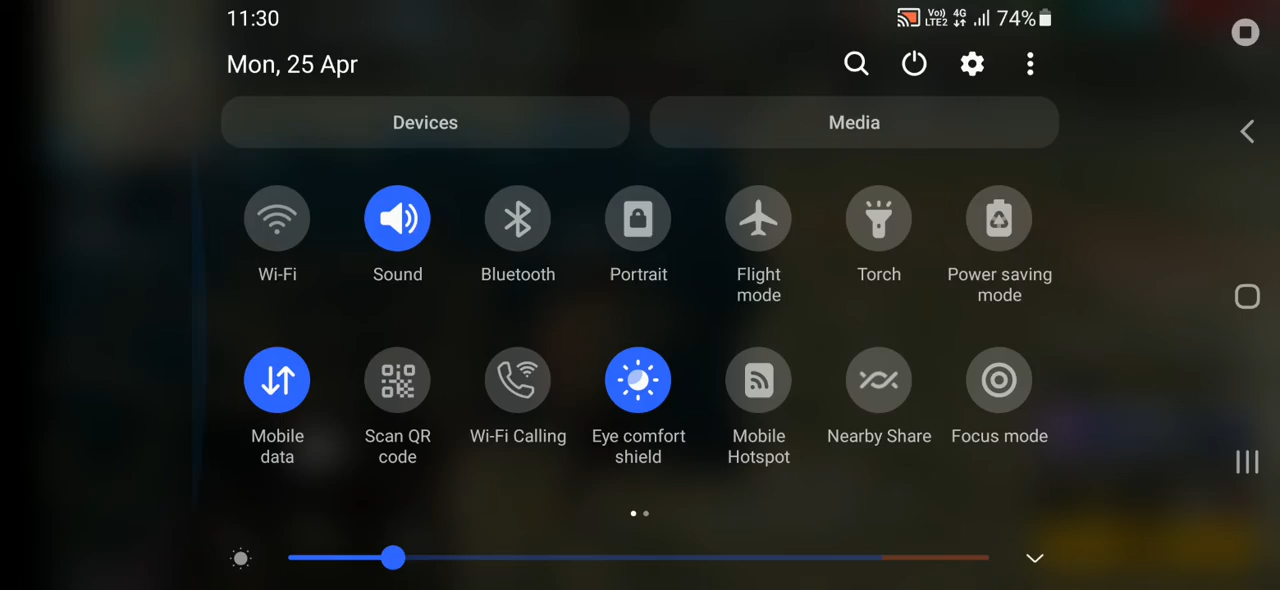 11:30
Vo)) LTE2 4G 74%
Mon, 25 Apr
Devices Media
Wi-Fi Sound Bluetooth Portrait Flight mode Torch Power saving mode
Mobile data Scan QR code Wi-Fi Calling Eye comfort shield Mobile Hotspot Nearby Share Focus mode